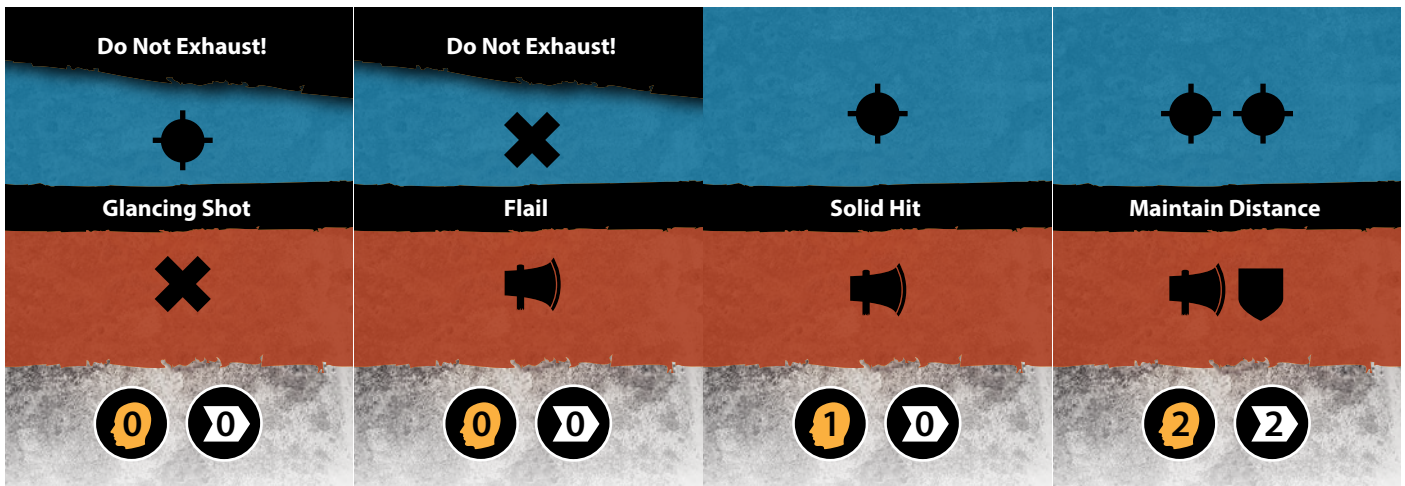 Do Not Exhaust!
Glancing Shot
0 0
Do Not Exhaust!
Flail
0 0
Solid Hit
1 0
Maintain Distance
2 2